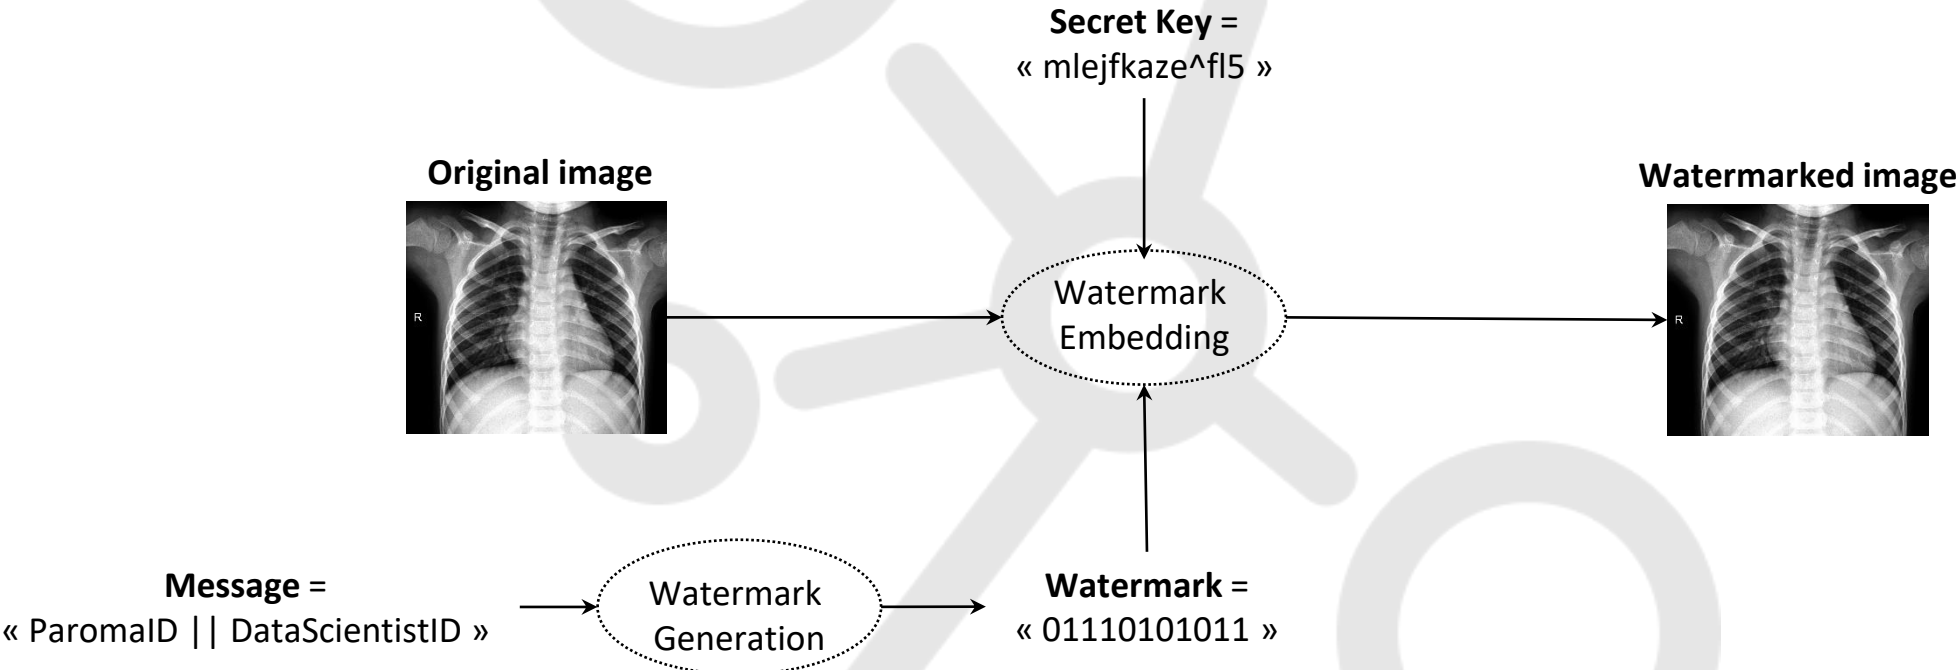 Secret Key =
« mlejfkaze^fl5 »
Original image
Watermarked image
R
R
Watermark
Embedding
Message =
« ParomaID || DataScientistID »
Watermark
Generation
Watermark =
« 01110101011 »